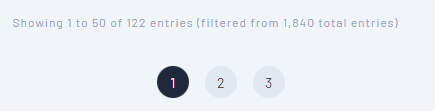 Showing 1 to 50 of 122 entries (filtered from 1,840 total entries)
1 2 3